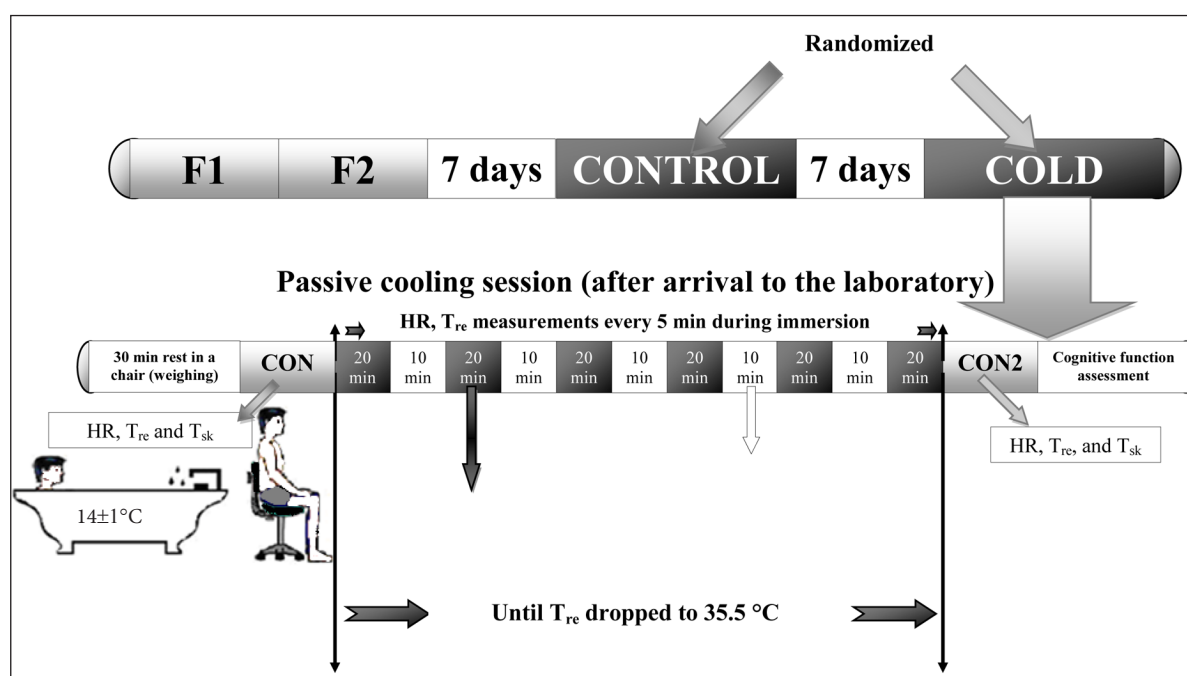 Randomized
F1 F2 7 days CONTROL 7 days COLD
Passive cooling session (after arrival to the laboratory)
HR, Tre measurements every 5 min during immersion
30 min rest in a
chair (weighing)
CON
20
min
10
min
20
min
10
min
20
min
10
min
20
min
10
min
20
min
10
min
20
min
CON2
Cognitive function
assessment
HR, Tre and Tsk
HR, Tre, and Tsk
14±1°C
Until Tre dropped to 35.5 °C